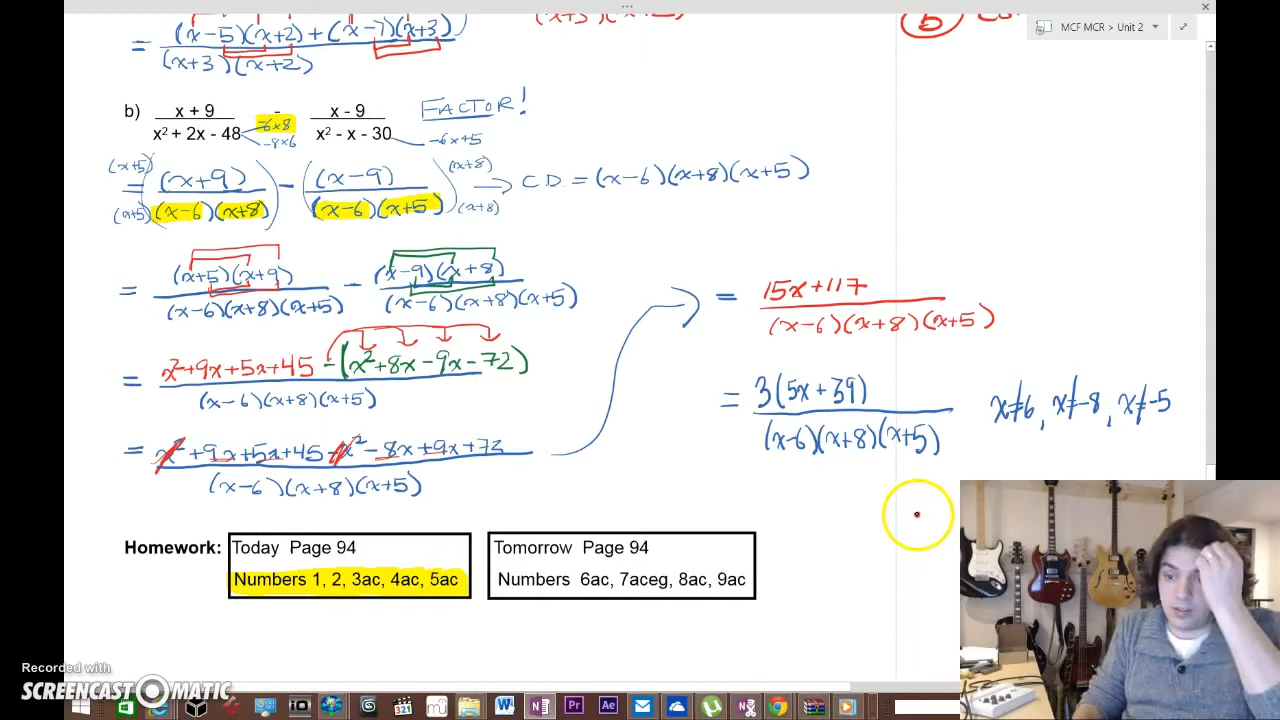 = (x-5)(x+2) + (x-7)(x+3)
(x+3)(x+2)
MCF MCR > Unit 2
b) x + 9 - x - 9 FACTOR!
x² + 2x - 48 -6x8 x² - x - 30 -6x+5
-8x6
= (x+5) (x+9) - (x-9) (x+8) → C.D. = (x-6)(x+8)(x+5)
(x+5) (x-6)(x+8) (x-6)(x+5) (x+8)
= (x+5)(x+9) - (x-9)(x+8)
(x-6)(x+8)(x+5) (x-6)(x+8)(x+5)
= x²+9x+5x+45 -(x²+8x-9x-72)
(x-6)(x+8)(x+5)
= x²+9x+5x+45-x²-8x+9x+72
(x-6)(x+8)(x+5)
= 15x+117
(x-6)(x+8)(x+5)
= 3(5x+39) x≠6, x≠-8, x≠-5
(x-6)(x+8)(x+5)
Homework: Today Page 94 Tomorrow Page 94
Numbers 1, 2, 3ac, 4ac, 5ac Numbers 6ac, 7aceg, 8ac, 9ac
Recorded with
SCREENCAST MATIC